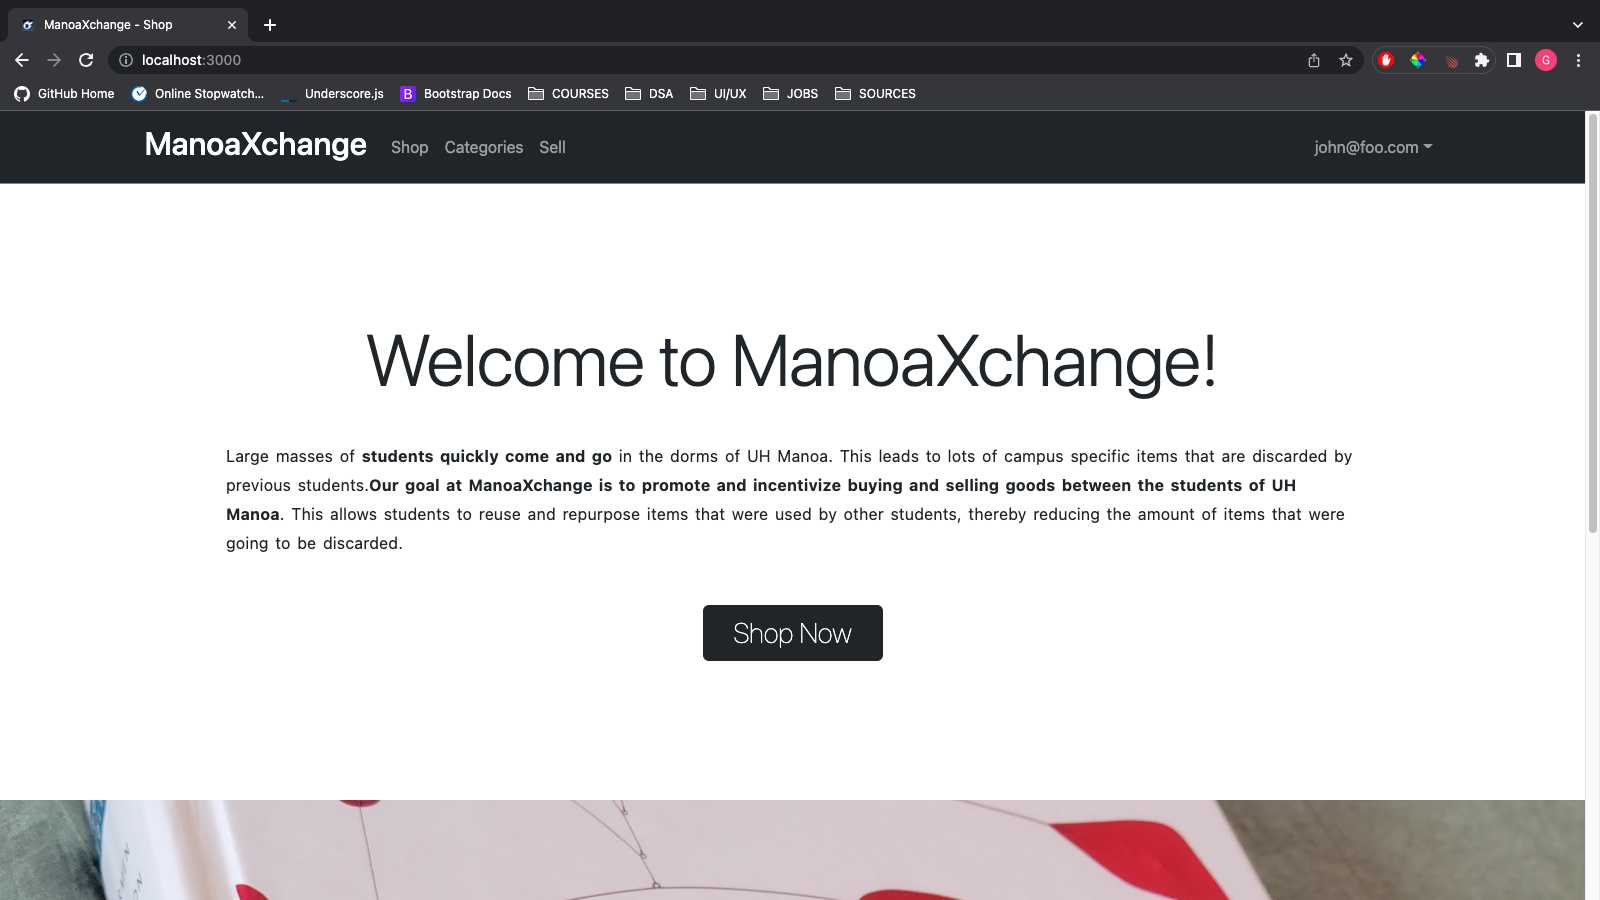 ManoaXchange - Shop
localhost:3000
G
GitHub Home Online Stopwatch... Underscore.js B Bootstrap Docs COURSES DSA UI/UX JOBS SOURCES
ManoaXchange Shop Categories Sell john@foo.com
Welcome to ManoaXchange!
Large masses of students quickly come and go in the dorms of UH Manoa. This leads to lots of campus specific items that are discarded by
previous students.Our goal at ManoaXchange is to promote and incentivize buying and selling goods between the students of UH
Manoa. This allows students to reuse and repurpose items that were used by other students, thereby reducing the amount of items that were
going to be discarded.
Shop Now